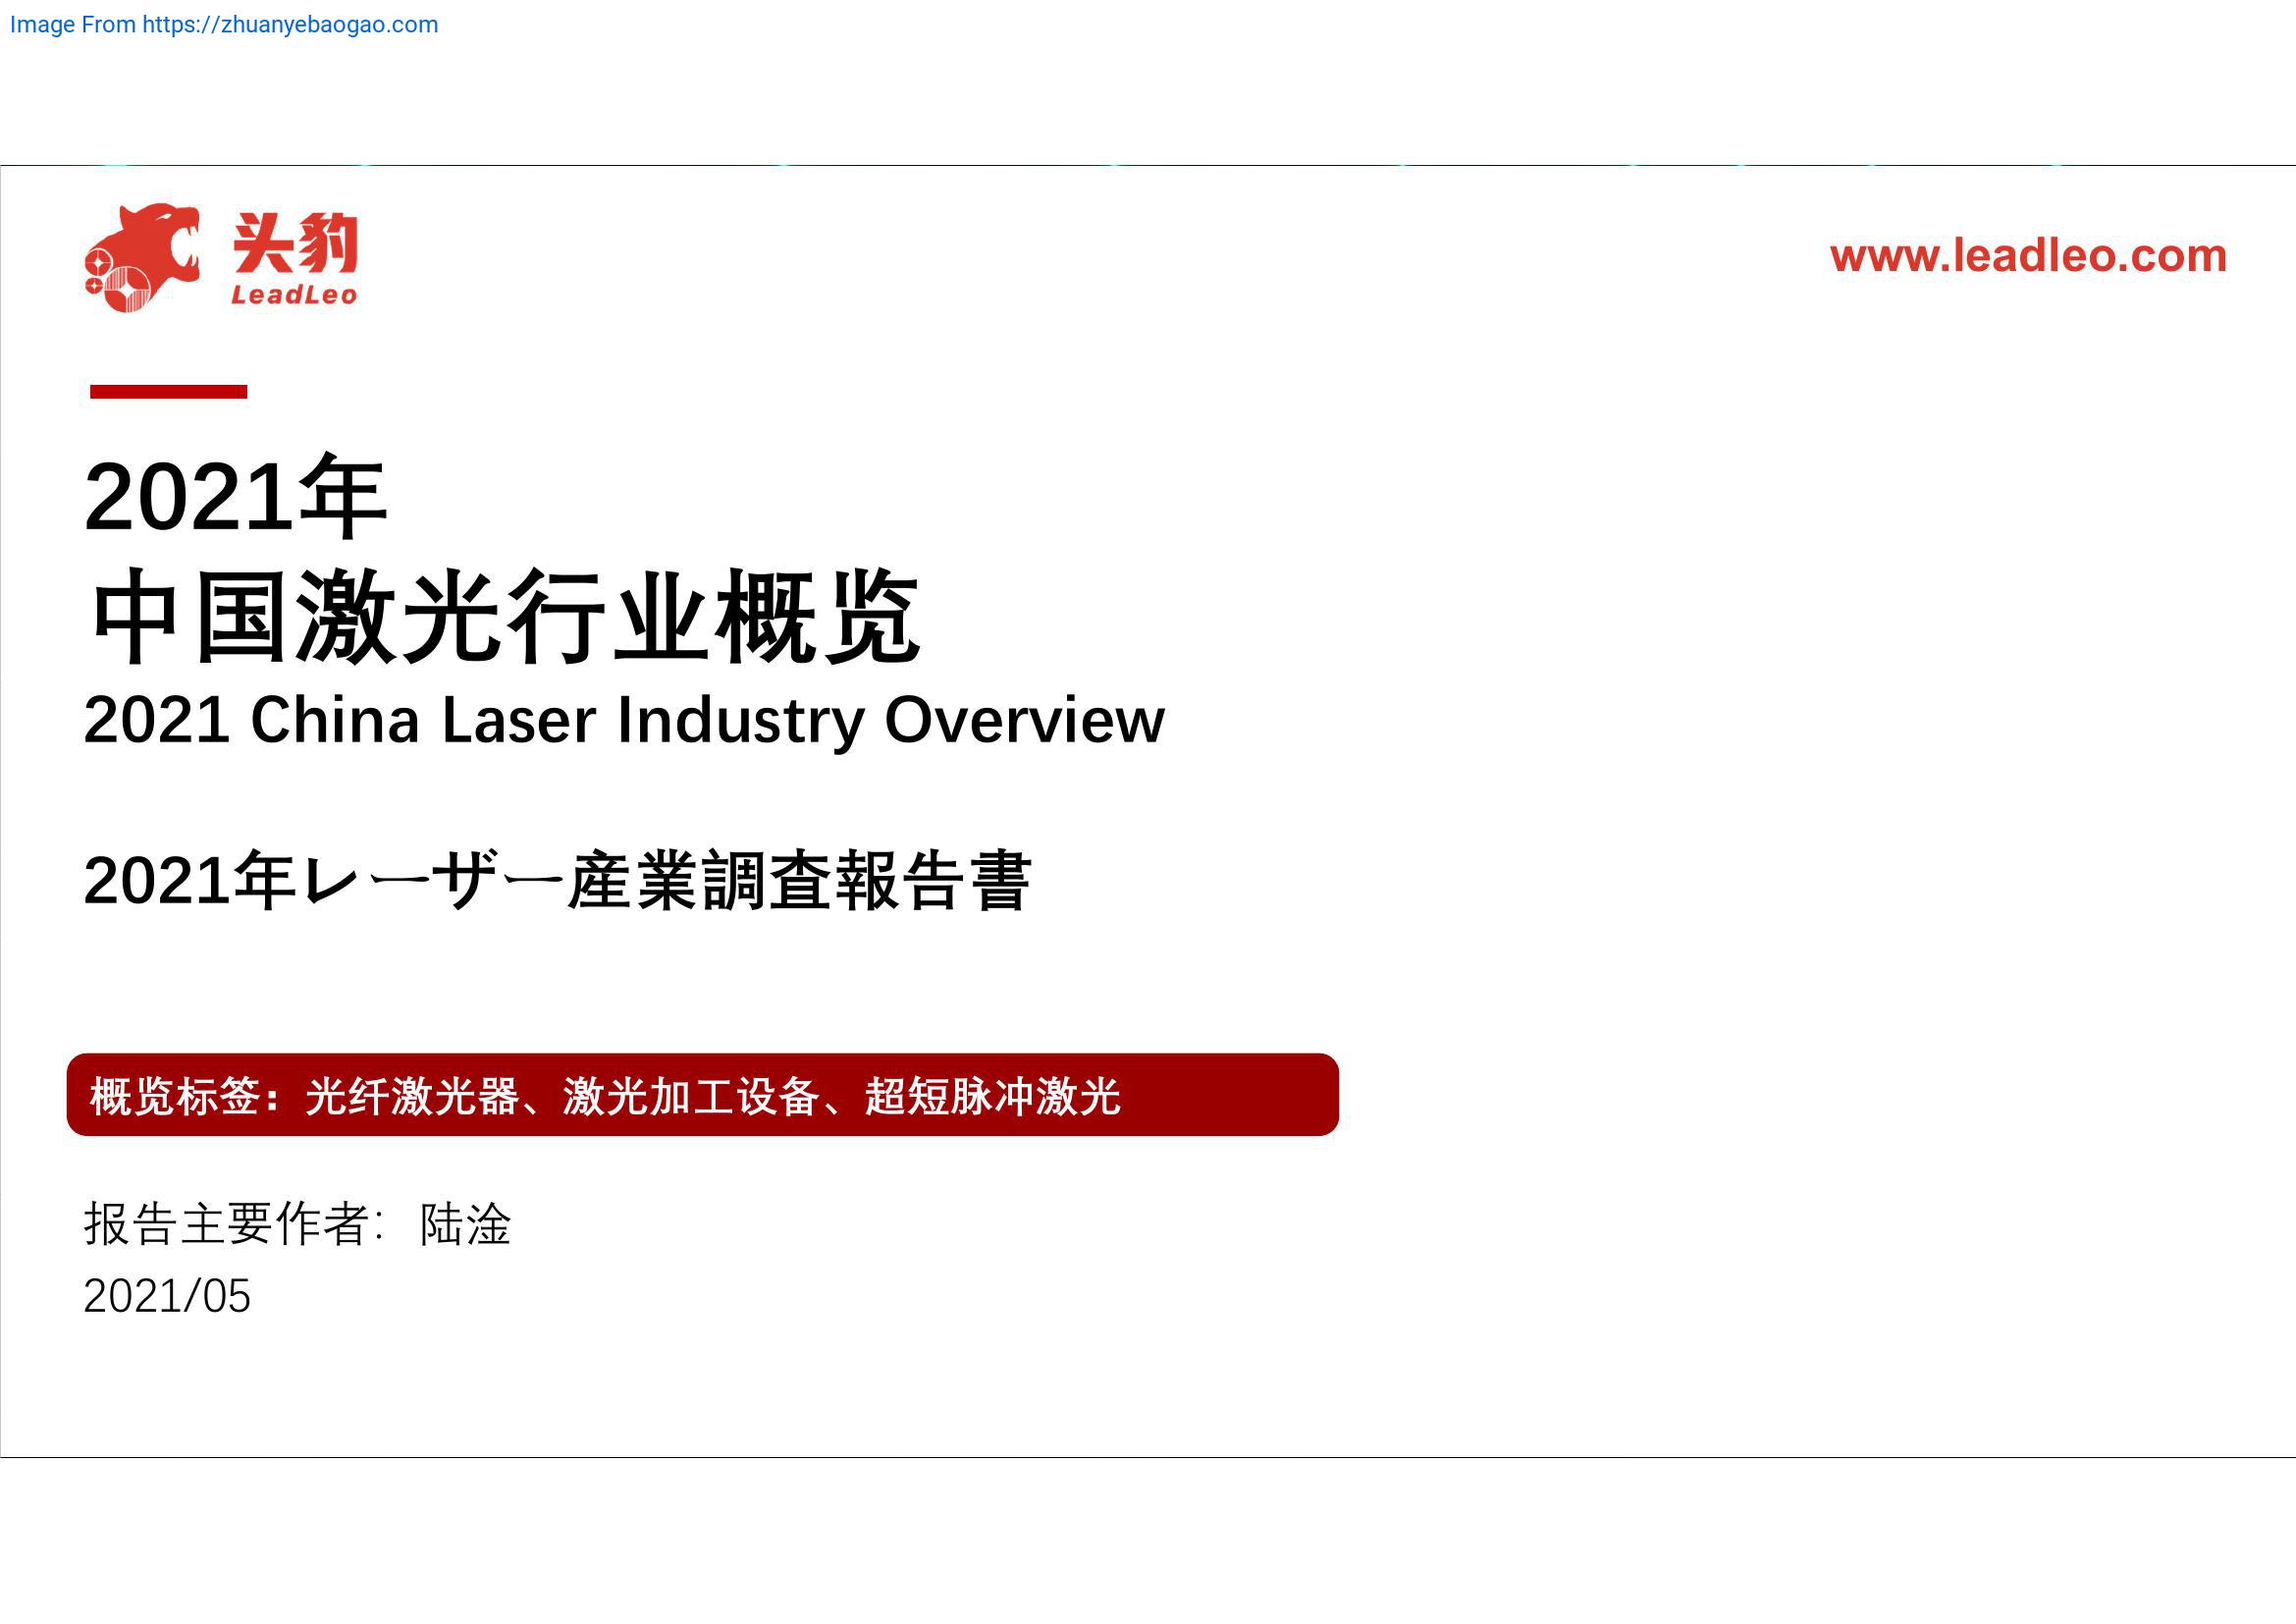 Image From https://zhuanyebaogao.com
头豹
LeadLeo
www.leadleo.com
2021年
中国激光行业概览
2021 China Laser Industry Overview
2021年レーザー産業調査報告書
概览标签：光纤激光器、激光加工设备、超短脉冲激光
报告主要作者：陆淦
2021/05